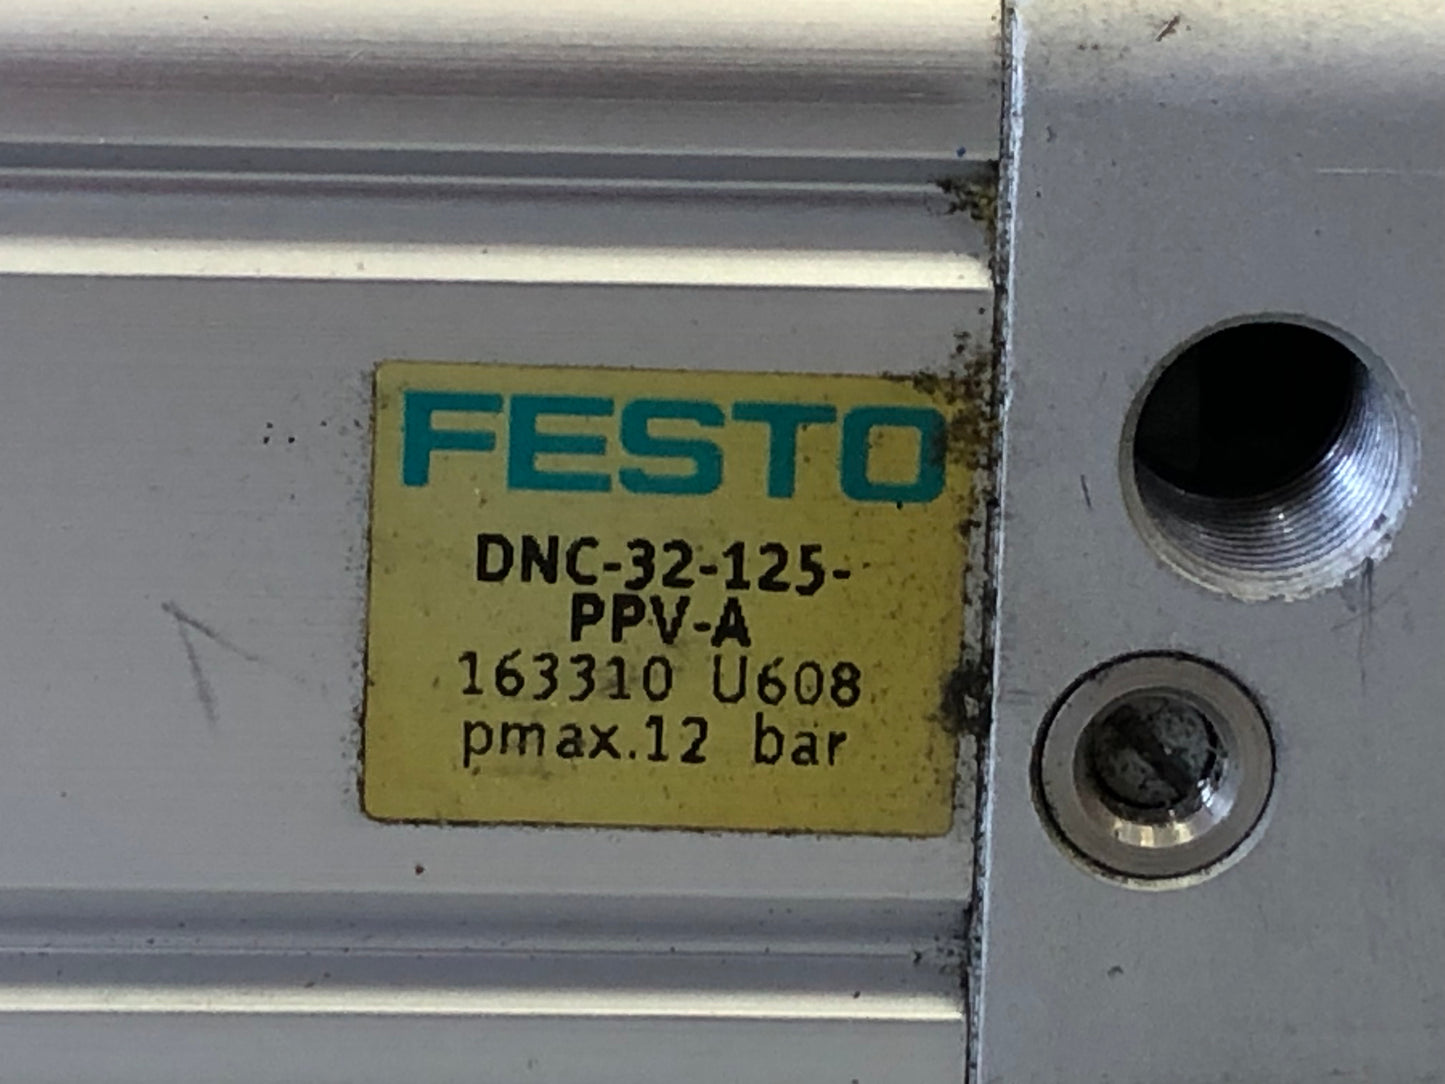 FESTO
DNC-32-125-
PPV-A
163310 U608
pmax.12 bar